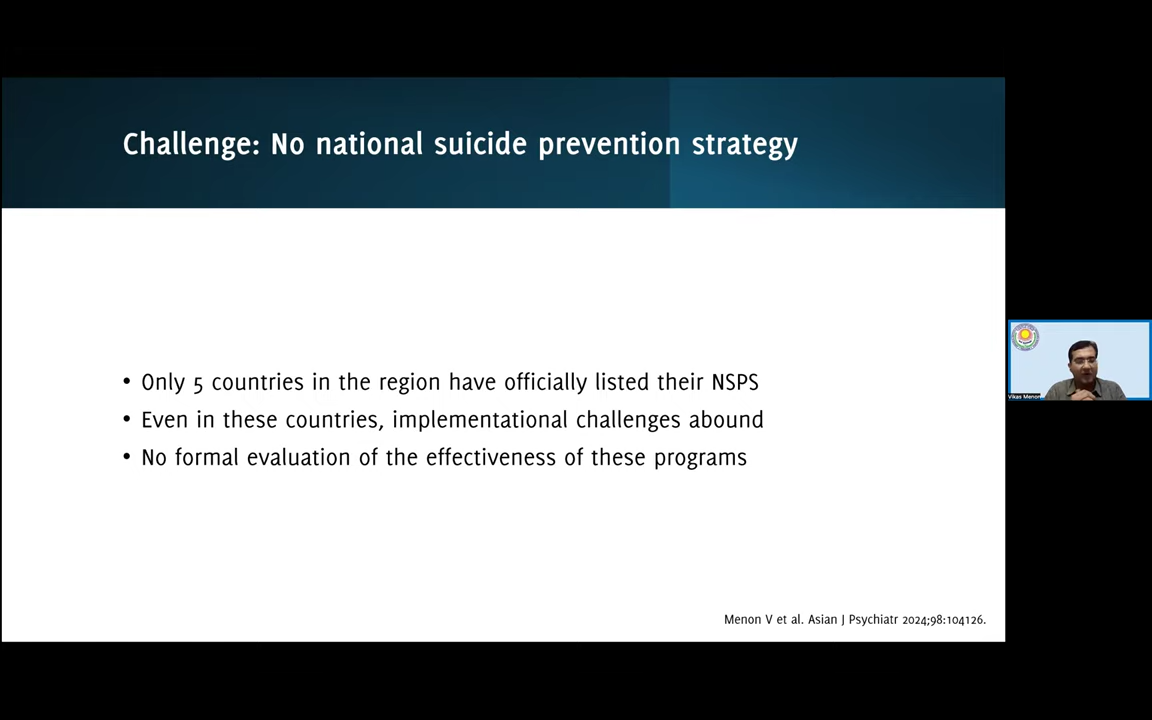 Challenge: No national suicide prevention strategy
• Only 5 countries in the region have officially listed their NSPS
• Even in these countries, implementational challenges abound
• No formal evaluation of the effectiveness of these programs
Vikas Menon
Menon V et al. Asian J Psychiatr 2024;98:104126.